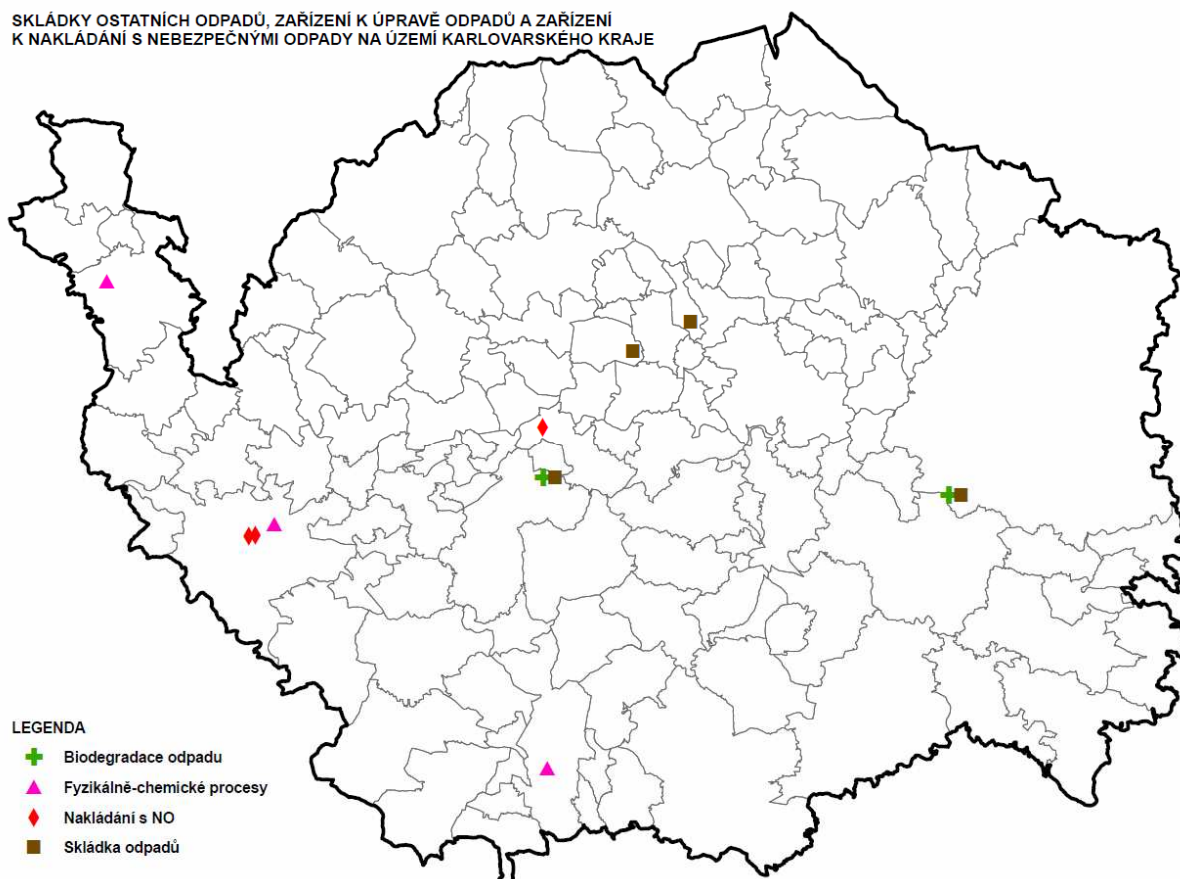 SKLÁDKY OSTATNÍCH ODPADŮ, ZAŘÍZENÍ K ÚPRAVĚ ODPADŮ A ZAŘÍZENÍ
K NAKLÁDÁNÍ S NEBEZPEČNÝMI ODPADY NA ÚZEMÍ KARLOVARSKÉHO KRAJE
LEGENDA
Biodegradace odpadu
Fyzikálně-chemické procesy
Nakládání s NO
Skládka odpadů